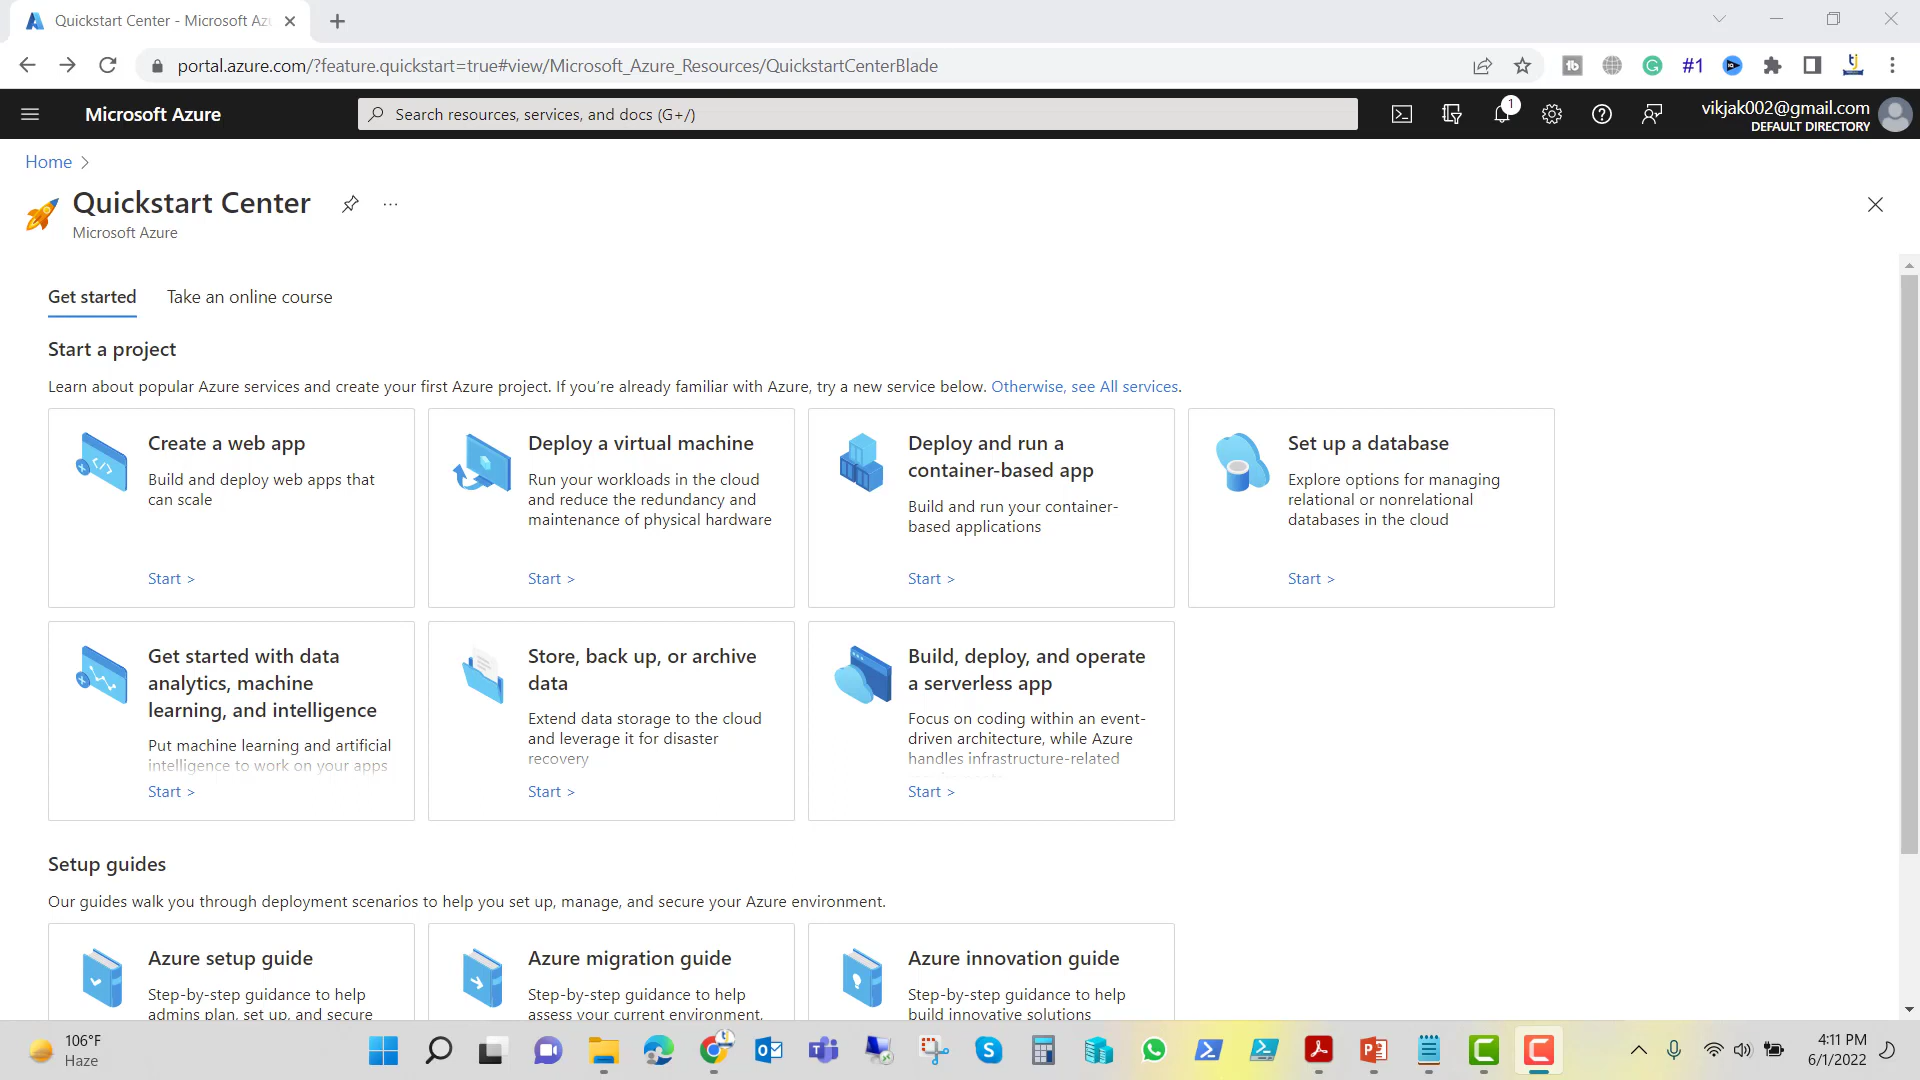 Quickstart Center - Microsoft Az
portal.azure.com/?feature.quickstart=true#view/Microsoft_Azure_Resources/QuickstartCenterBlade
#1
Microsoft Azure
Search resources, services, and docs (G+/)
1
vikjak002@gmail.com
DEFAULT DIRECTORY
Home
Quickstart Center
Microsoft Azure
Get started
Take an online course
Start a project
Learn about popular Azure services and create your first Azure project. If you're already familiar with Azure, try a new service below. Otherwise, see All services.
Create a web app
Build and deploy web apps that
can scale
Start >
Deploy a virtual machine
Run your workloads in the cloud
and reduce the redundancy and
maintenance of physical hardware
Start >
Deploy and run a
container-based app
Build and run your container-
based applications
Start >
Set up a database
Explore options for managing
relational or nonrelational
databases in the cloud
Start >
Get started with data
analytics, machine
learning, and intelligence
Put machine learning and artificial
intelligence to work on your apps
Start >
Store, back up, or archive
data
Extend data storage to the cloud
and leverage it for disaster
recovery
Start >
Build, deploy, and operate
a serverless app
Focus on coding within an event-
driven architecture, while Azure
handles infrastructure-related
Start >
Setup guides
Our guides walk you through deployment scenarios to help you set up, manage, and secure your Azure environment.
Azure setup guide
Step-by-step guidance to help
admins plan, set up, and secure
Azure migration guide
Step-by-step guidance to help
assess your current environment,
Azure innovation guide
Step-by-step guidance to help
build innovative solutions
106°F
Haze
4:11 PM
6/1/2022